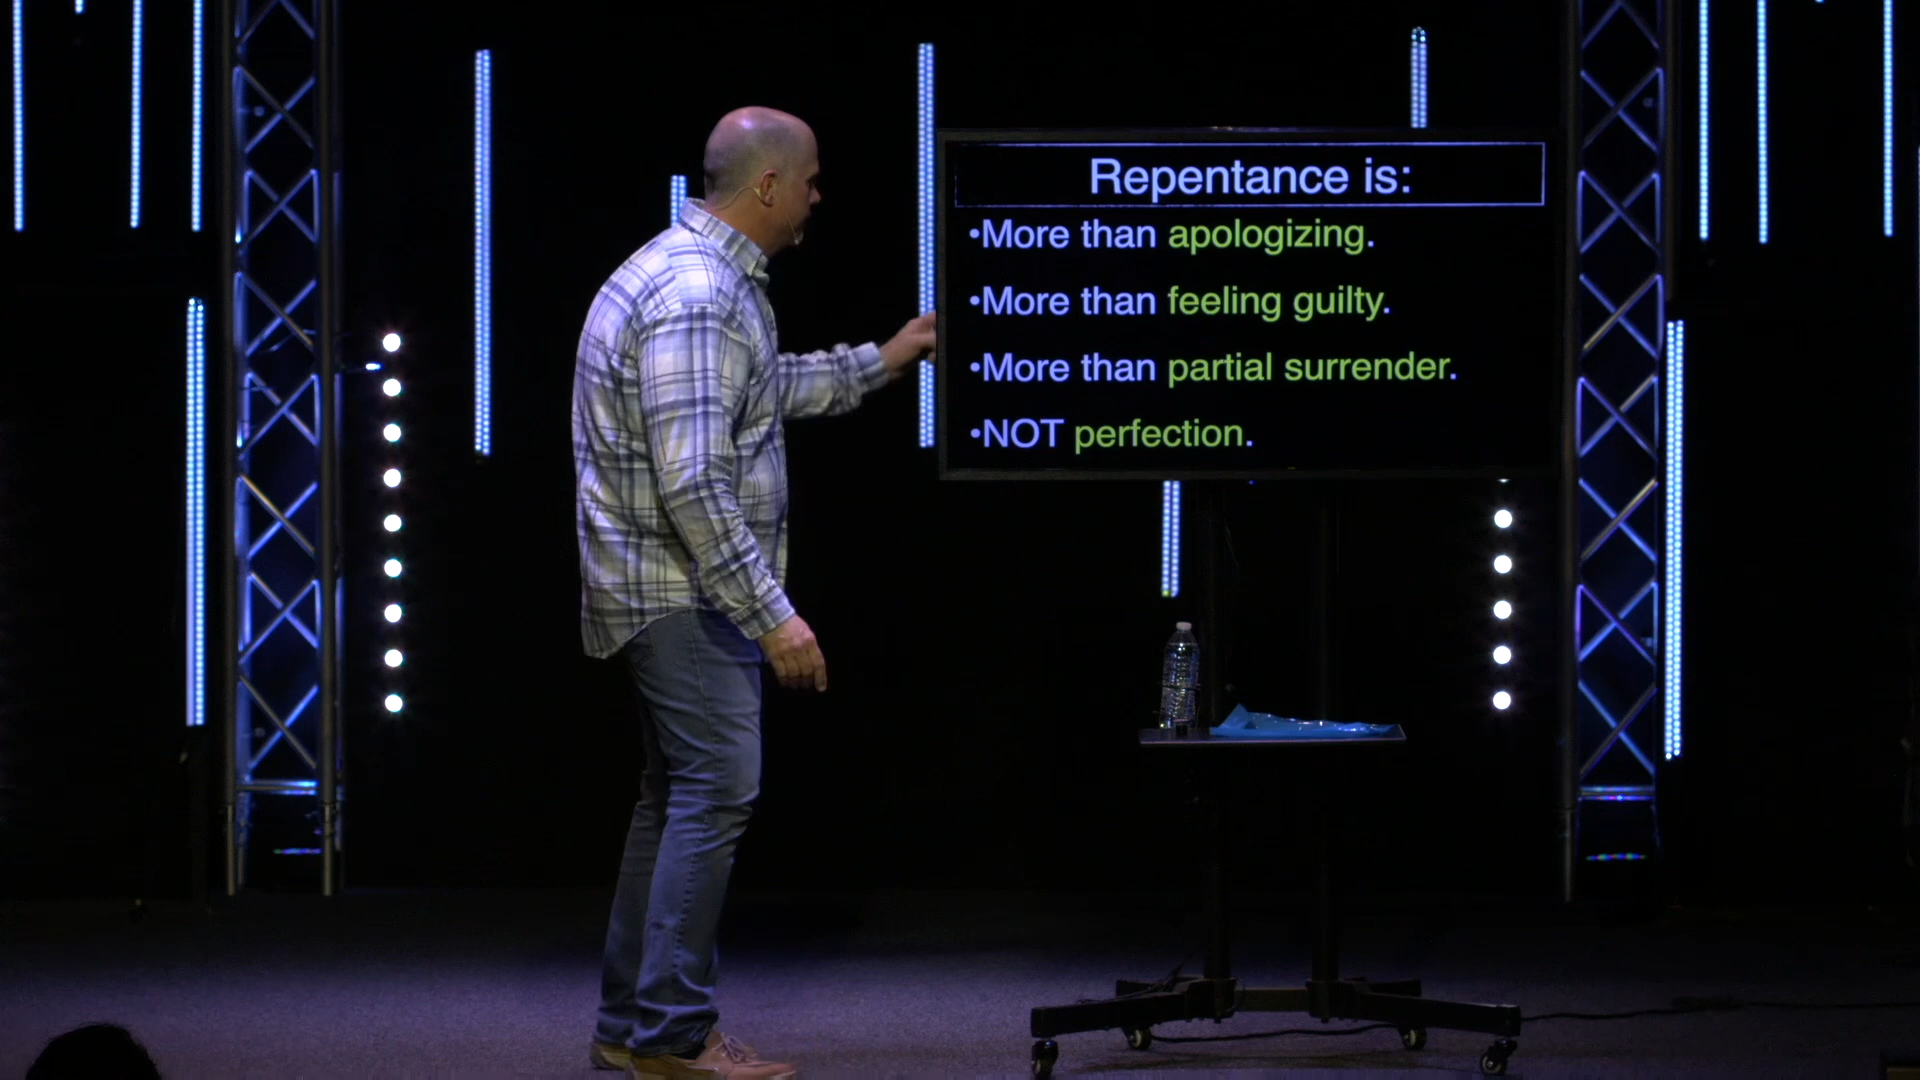 Repentance is:
•More than apologizing.
•More than feeling guilty.
•More than partial surrender.
•NOT perfection.